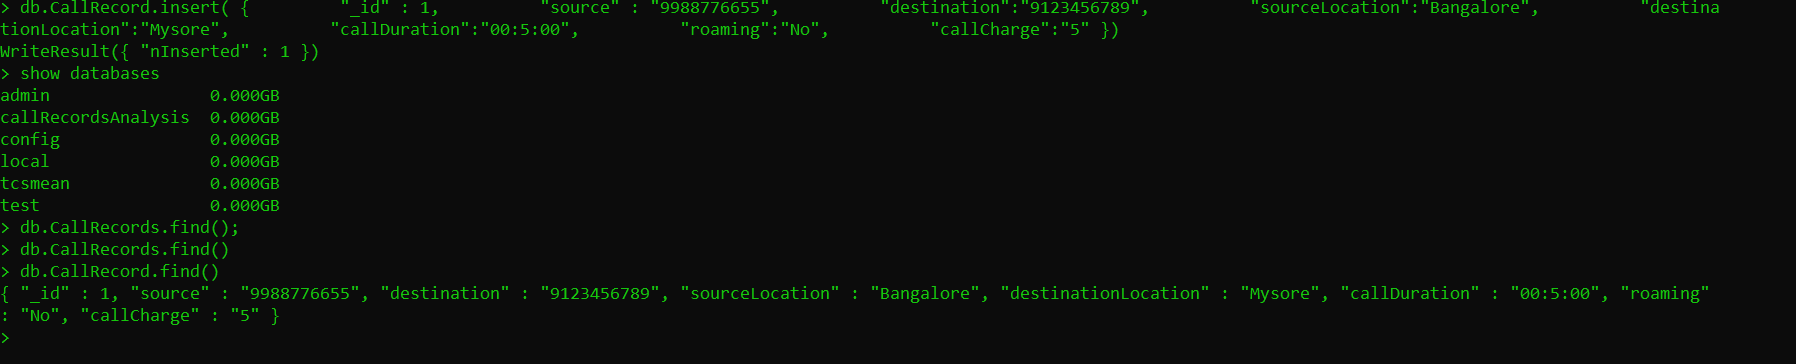 > db.CallRecord.insert( {         "_id" : 1,           "source" : "9988776655",          "destination":"9123456789",          "sourceLocation":"Bangalore",          "destina
tionLocation":"Mysore",          "callDuration":"00:5:00",          "roaming":"No",          "callCharge":"5" })
WriteResult({ "nInserted" : 1 })
> show databases
admin                0.000GB
callRecordsAnalysis  0.000GB
config               0.000GB
local                0.000GB
tcsmean              0.000GB
test                 0.000GB
> db.CallRecords.find();
> db.CallRecords.find()
> db.CallRecord.find()
{ "_id" : 1, "source" : "9988776655", "destination" : "9123456789", "sourceLocation" : "Bangalore", "destinationLocation" : "Mysore", "callDuration" : "00:5:00", "roaming"
: "No", "callCharge" : "5" }
>